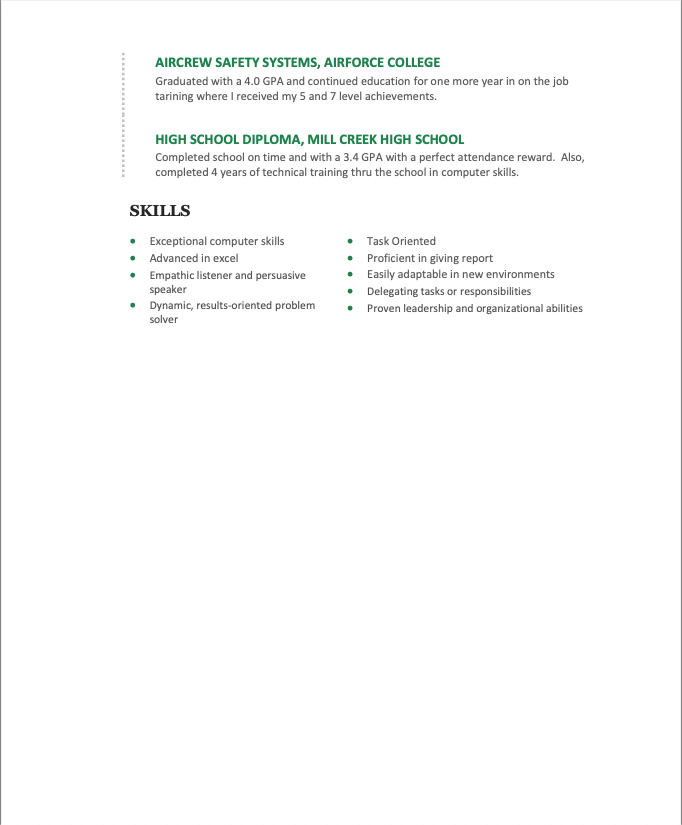 AIRCREW SAFETY SYSTEMS, AIRFORCE COLLEGE
Graduated with a 4.0 GPA and continued education for one more year in on the job
tarining where I received my 5 and 7 level achievements.
HIGH SCHOOL DIPLOMA, MILL CREEK HIGH SCHOOL
Completed school on time and with a 3.4 GPA with a perfect attendance reward.  Also,
completed 4 years of technical training thru the school in computer skills.
SKILLS
• Exceptional computer skills
• Advanced in excel
• Empathic listener and persuasive
speaker
• Dynamic, results-oriented problem
solver
• Task Oriented
• Proficient in giving report
• Easily adaptable in new environments
• Delegating tasks or responsibilities
• Proven leadership and organizational abilities